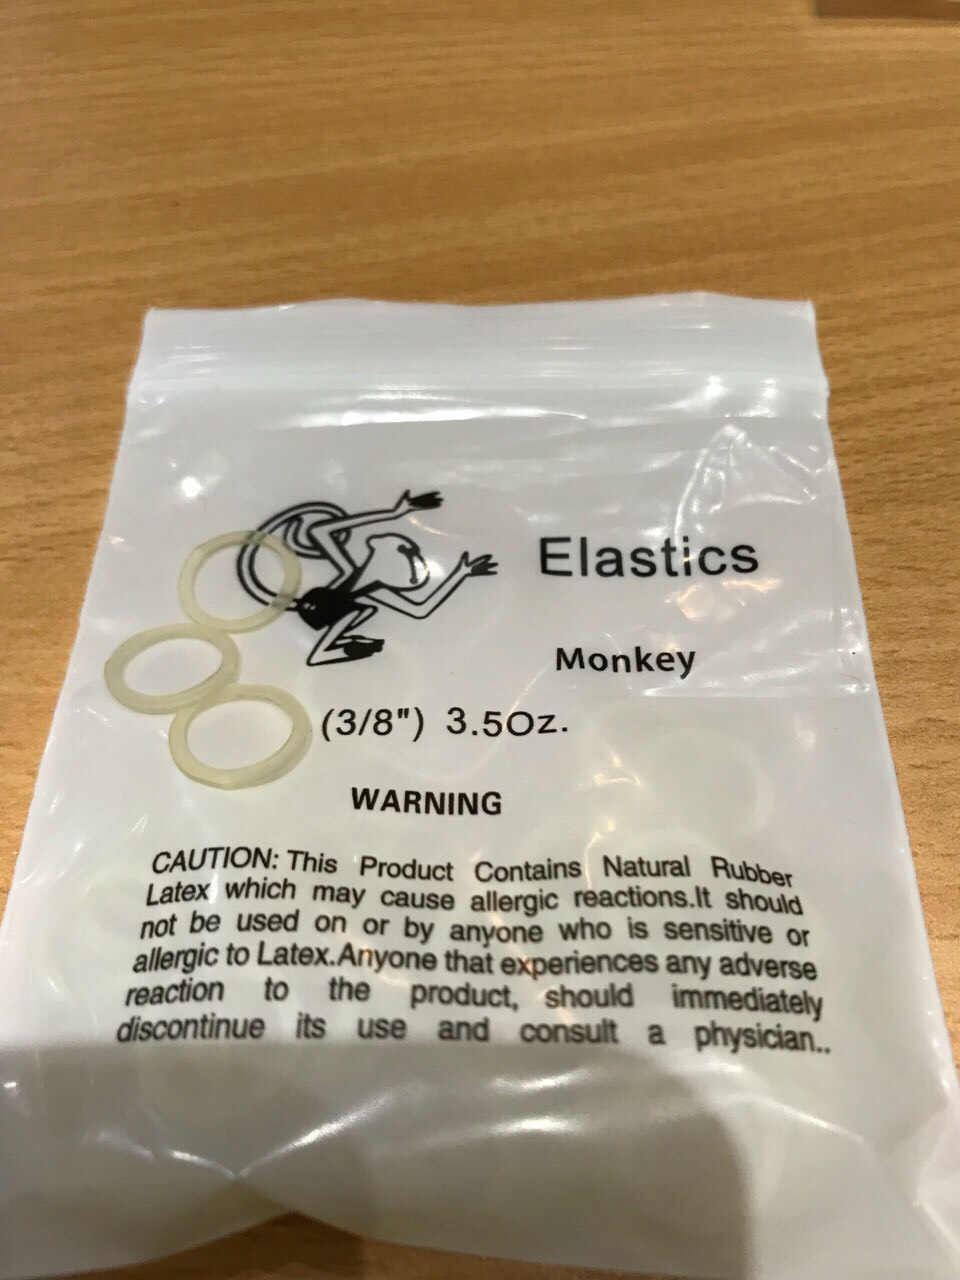 Elastics
Monkey
(3/8") 3.5Oz.
WARNING
CAUTION: This Product Contains Natural Rubber
Latex which may cause allergic reactions.It should
not be used on or by anyone who is sensitive or
allergic to Latex.Anyone that experiences any adverse
reaction to the product, should immediately
discontinue its use and consult a physician..